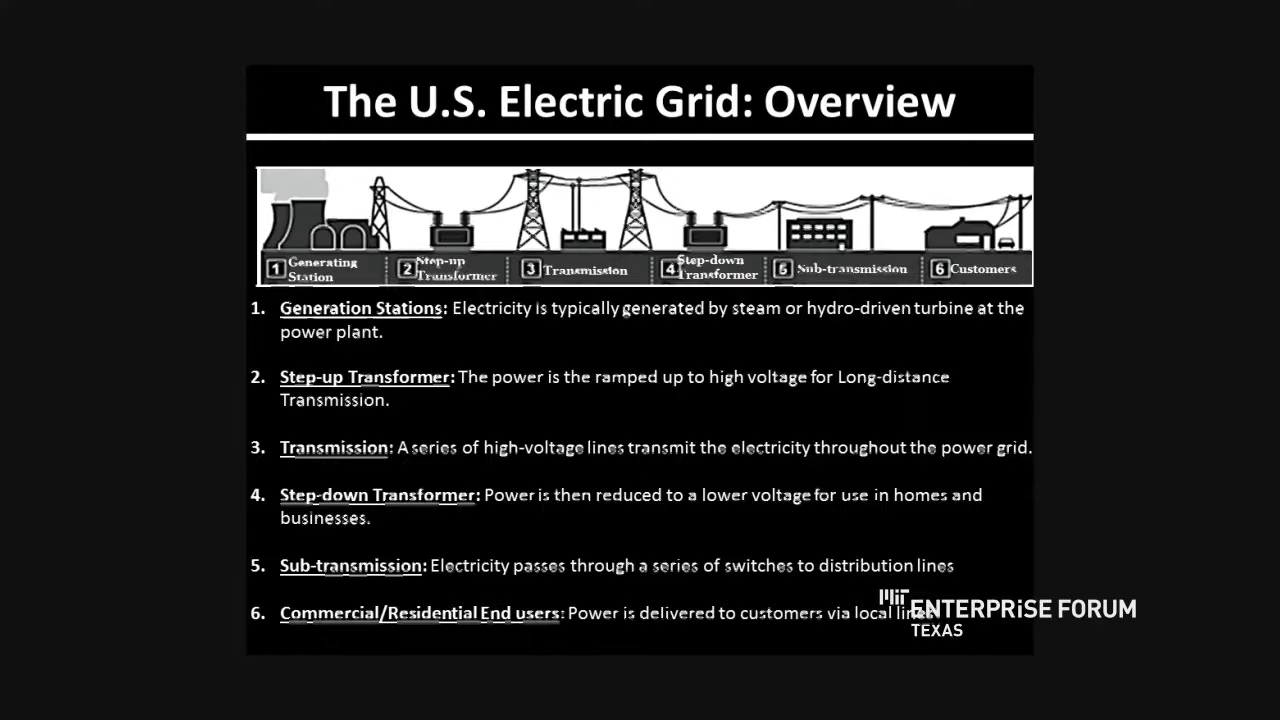 The U.S. Electric Grid: Overview
1 Generating
Station
2 Step-up
Transformer
3 Transmission
4 Step-down
Transformer
5 Sub-transmission
6 Customers
1. Generation Stations: Electricity is typically generated by steam or hydro-driven turbine at the
power plant.
2. Step-up Transformer: The power is the ramped up to high voltage for Long-distance
Transmission.
3. Transmission: A series of high-voltage lines transmit the electricity throughout the power grid.
4. Step-down Transformer: Power is then reduced to a lower voltage for use in homes and
businesses.
5. Sub-transmission: Electricity passes through a series of switches to distribution lines
6. Commercial/Residential End users: Power is delivered to customers via local lines
MIT
ENTERPRiSE FORUM
TEXAS